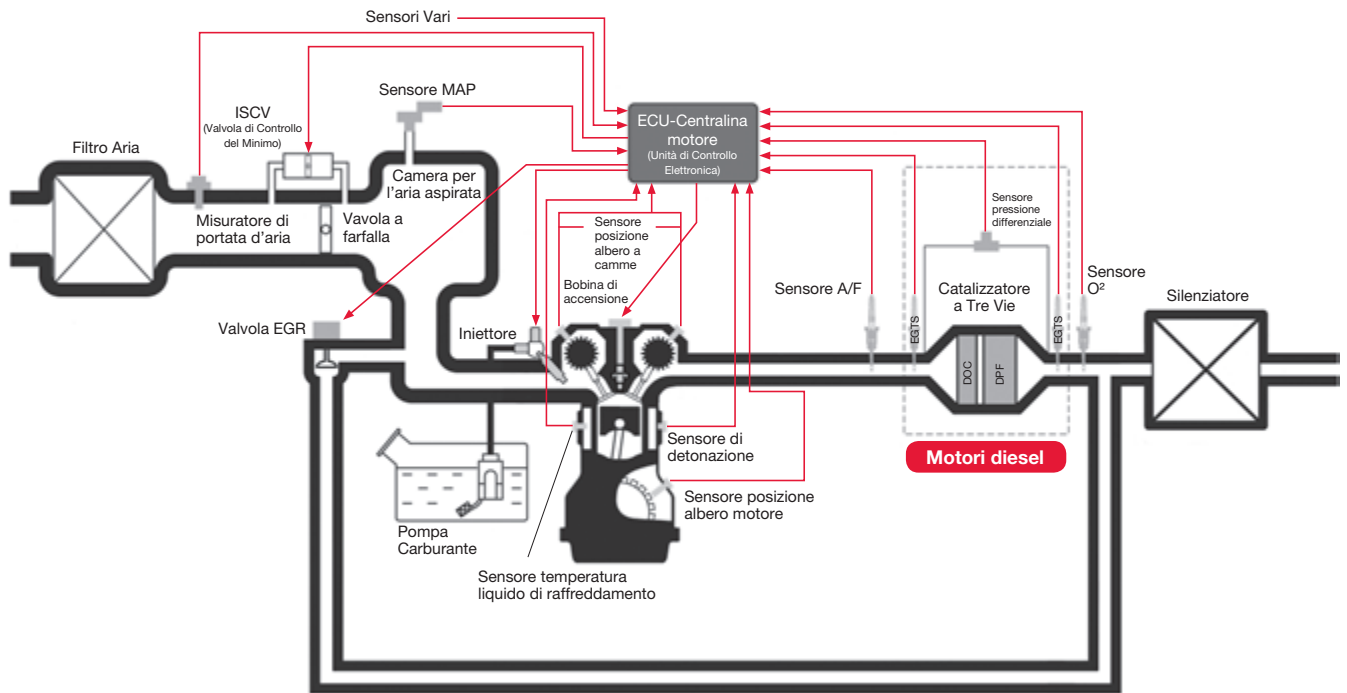 Sensori Vari
Sensore MAP
ISCV
(Valvola di Controllo
del Minimo)
Filtro Aria
ECU-Centralina
motore
(Unità di Controllo
Elettronica)
Camera per
l'aria aspirata
Misuratore di
portata d'aria
Vavola a
farfalla
Sensore
posizione
albero a
camme
Sensore
pressione
differenziale
Bobina di
accensione
Sensore A/F
Catalizzatore
a Tre Vie
Sensore
O²
Silenziatore
Valvola EGR
Iniettore
EGTS
EGTS
DOC
DPF
Sensore di
detonazione
Motori diesel
Sensore posizione
albero motore
Pompa
Carburante
Sensore temperatura
liquido di raffreddamento